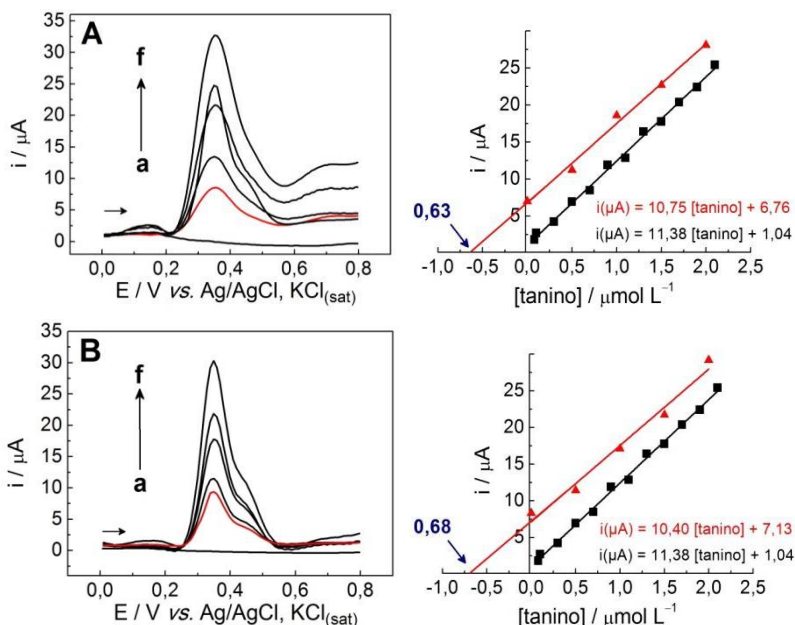 A
f
a
i / μA
35
30
25
20
15
10
5
0
0,0 0,2 0,4 0,6 0,8
E / V vs. Ag/AgCl, KCl(sat)
i / μA
25
20
15
10
5
0,63
i(μA) = 10,75 [tanino] + 6,76
i(μA) = 11,38 [tanino] + 1,04
-1,0 -0,5 0,0 0,5 1,0 1,5 2,0 2,5
[tanino] / μmol L⁻¹
B
f
a
i / μA
35
30
25
20
15
10
5
0
0,0 0,2 0,4 0,6 0,8
E / V vs. Ag/AgCl, KCl(sat)
i / μA
25
20
15
10
5
0,68
i(μA) = 10,40 [tanino] + 7,13
i(μA) = 11,38 [tanino] + 1,04
-1,0 -0,5 0,0 0,5 1,0 1,5 2,0 2,5
[tanino] / μmol L⁻¹